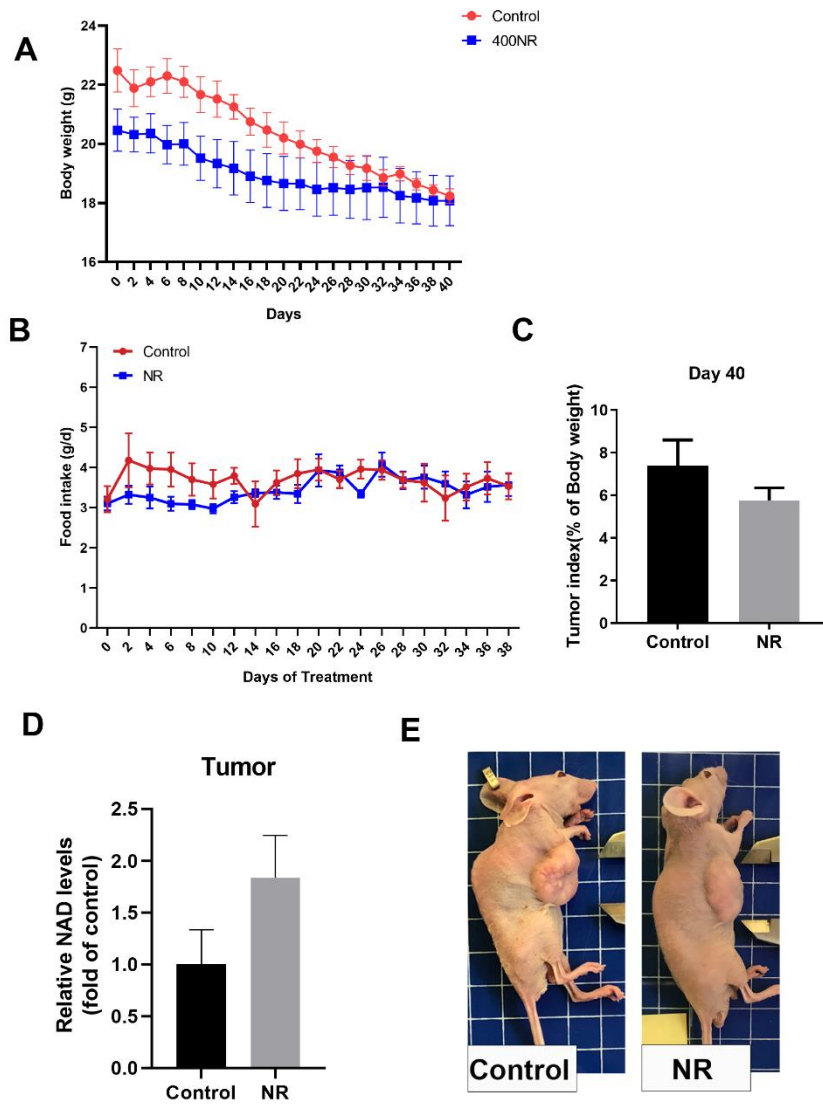 A
Control
400NR
Body weight (g)
24
22
20
18
16
0 2 4 6 8 10 12 14 16 18 20 22 24 26 28 30 32 34 36 38 40
Days
B
Control
NR
Food intake (g/d)
7
6
5
4
3
2
1
0
0 2 4 6 8 10 12 14 16 18 20 22 24 26 28 30 32 34 36 38
Days of Treatment
C
Day 40
Tumor index(% of Body weight)
10
8
6
4
2
0
Control NR
D
Tumor
Relative NAD levels
(fold of control)
2.5
2.0
1.5
1.0
0.5
0.0
Control NR
E
Control NR